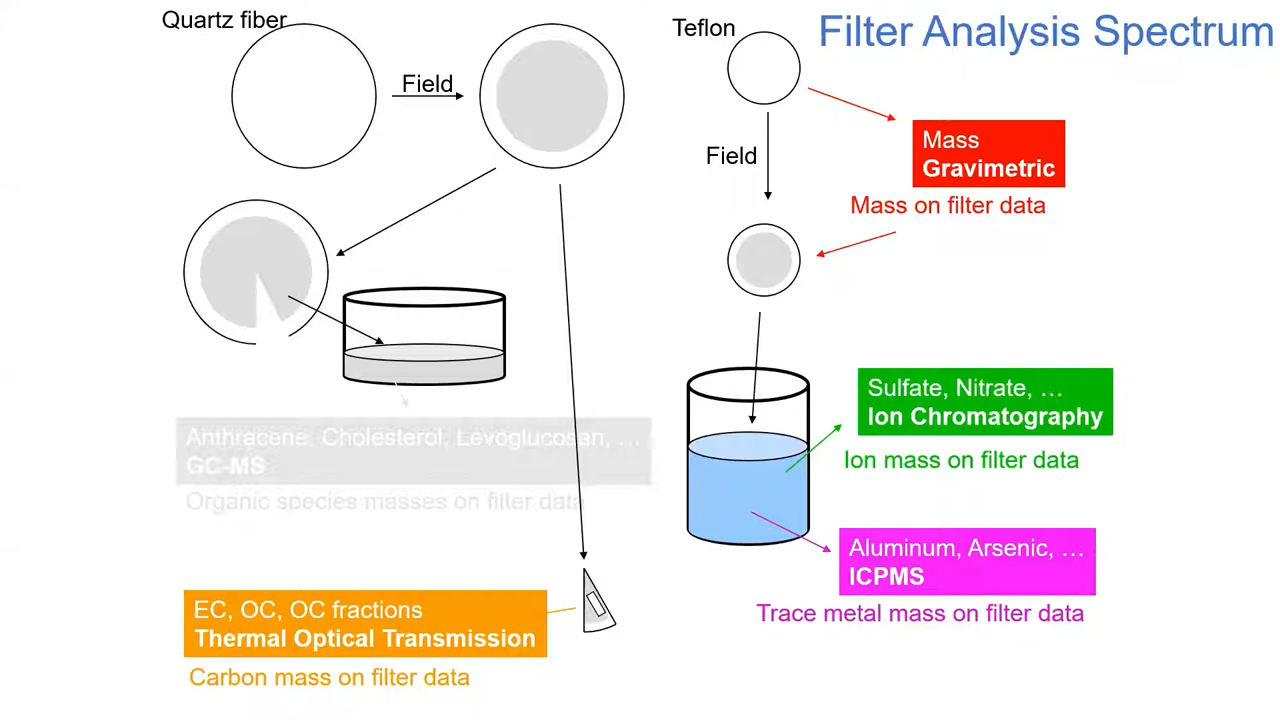 Filter Analysis Spectrum
Quartz fiber
Field
Teflon
Field
Mass
Gravimetric
Mass on filter data
Sulfate, Nitrate, …
Ion Chromatography
Ion mass on filter data
Anthracene, Cholesterol, Levoglucosan, …
GC-MS
Organic species masses on filter data
Aluminum, Arsenic, …
ICPMS
Trace metal mass on filter data
EC, OC, OC fractions
Thermal Optical Transmission
Carbon mass on filter data